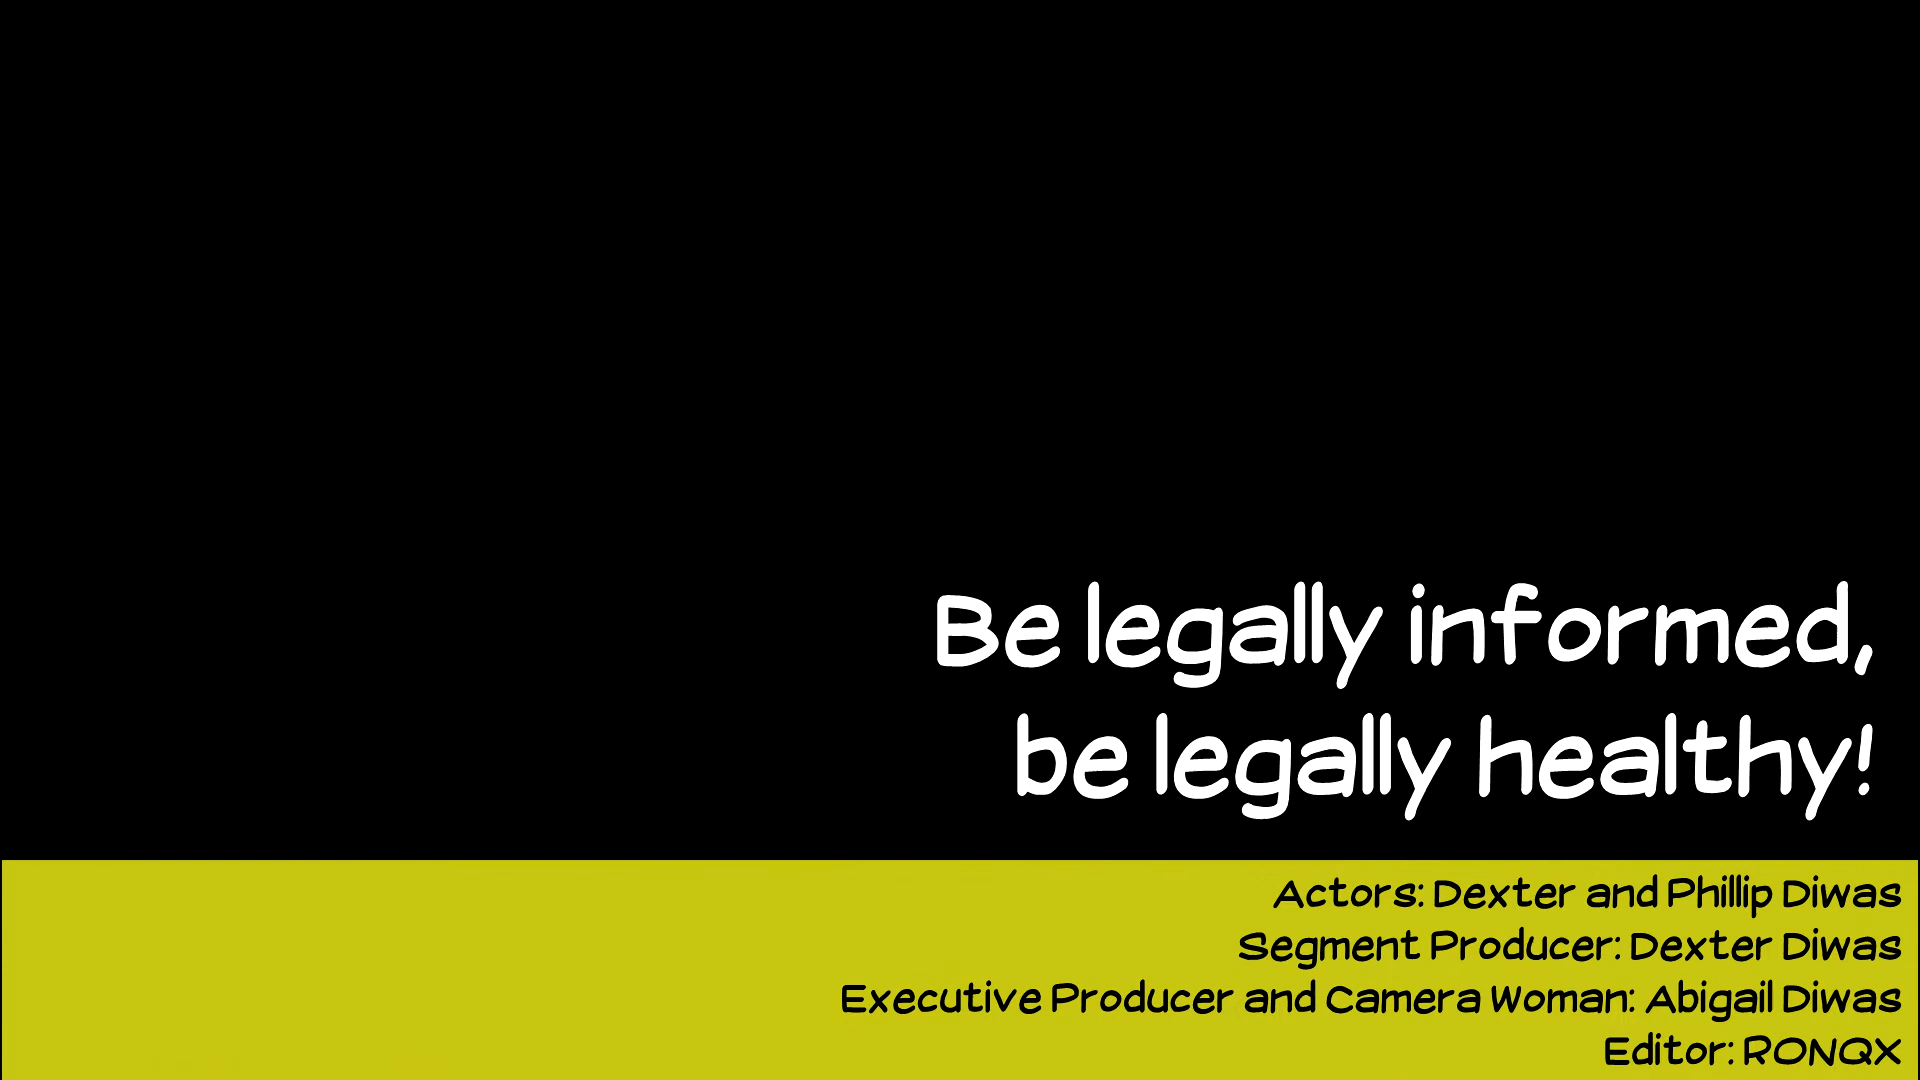 Be legally informed,
be legally healthy!
Actors: Dexter and Phillip Diwas
Segment Producer: Dexter Diwas
Executive Producer and Camera Woman: Abigail Diwas
Editor: RONQX